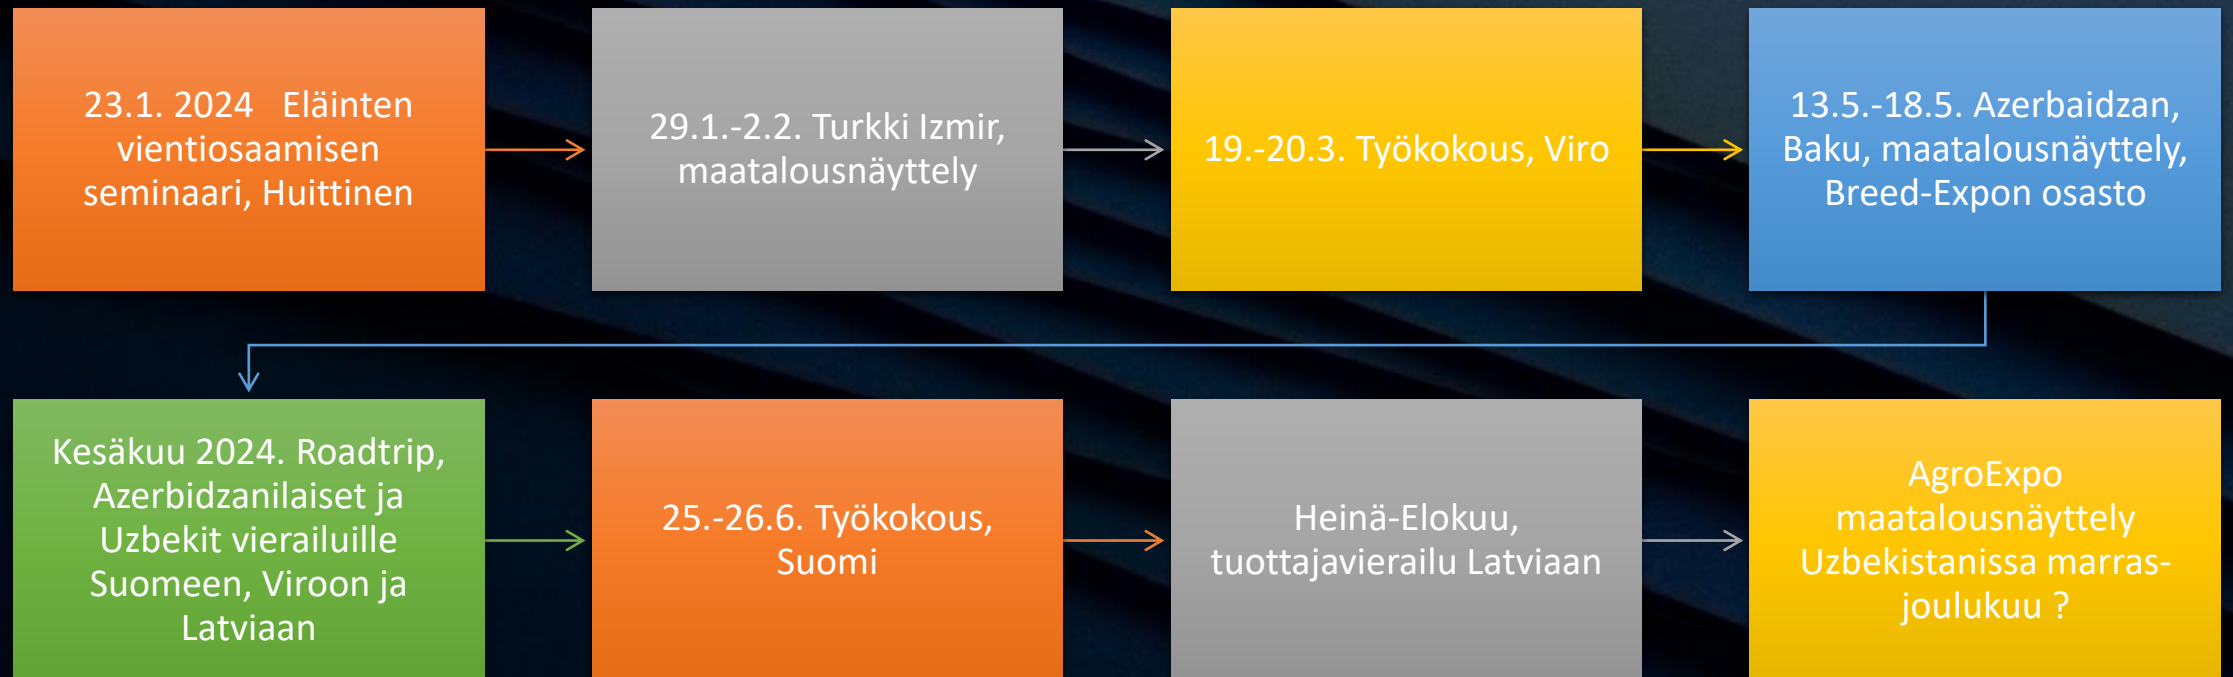 23.1. 2024   Eläinten
vientiosaamisen
seminaari, Huittinen
29.1.-2.2. Turkki Izmir,
maatalousnäyttely
19.-20.3. Työkokous, Viro
13.5.-18.5. Azerbaidzan,
Baku, maatalousnäyttely,
Breed-Expon osasto
Kesäkuu 2024. Roadtrip,
Azerbidzanilaiset ja
Uzbekit vierailuille
Suomeen, Viroon ja
Latviaan
25.-26.6. Työkokous,
Suomi
Heinä-Elokuu,
tuottajavierailu Latviaan
AgroExpo
maatalousnäyttely
Uzbekistanissa marras-
joulukuu ?